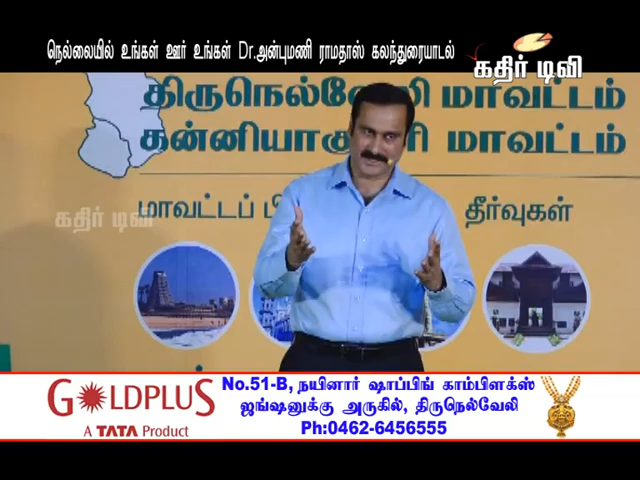 நெல்லையில் உங்கள் ஊர் உங்கள் Dr.அன்புமணி ராமதாஸ் கலந்துரையாடல்
கதிர் டிவி
திருநெல்வேலி மாவட்டம்
கன்னியாகுரி மாவட்டம்
மாவட்டப் பி தீர்வுகள்
கதிர் டிவி
GOLDPLUS
A TATA Product
No.51-B, நயினார் ஷாப்பிங் காம்பிளக்ஸ்
ஜங்ஷனுக்கு அருகில், திருநெல்வேலி
Ph:0462-6456555